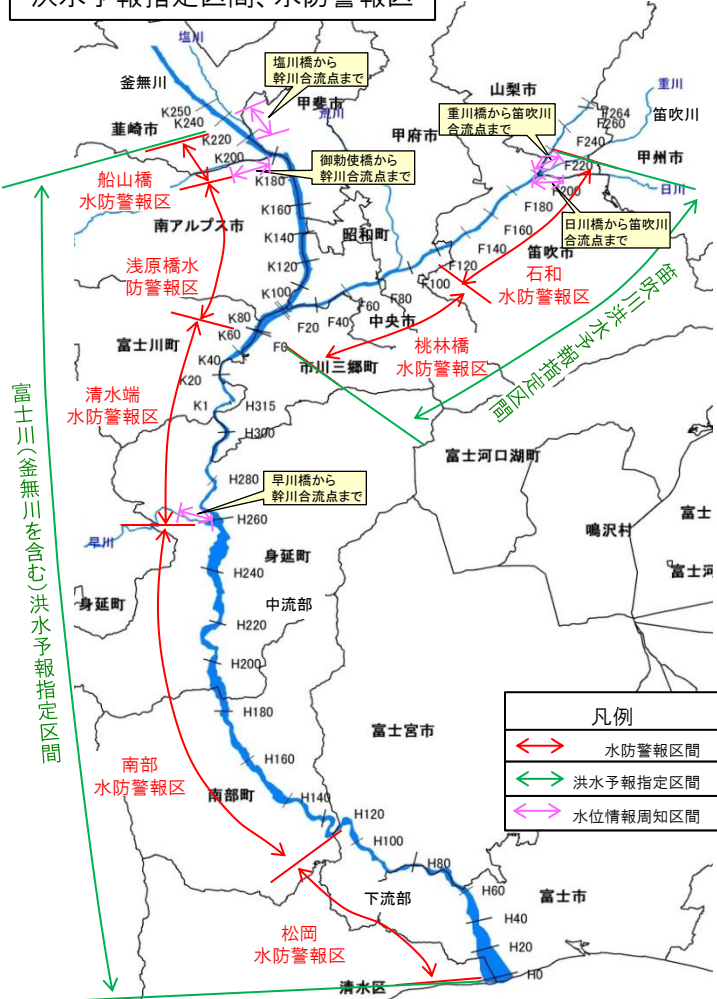 洪水予報指定区間、水防警報区
塩川
釜無川
塩川橋から
幹川合流点まで
甲斐市
荒川
山梨市
重川
重川橋から笛吹川
合流点まで
F264
F260
笛吹川
K250
K240
韮崎市
K220
甲府市
F240
甲州市
K200
御勅使橋から
幹川合流点まで
F220
船山橋
水防警報区
K180
F200
日川
K160
F180
日川橋から笛吹川
合流点まで
南アルプス市
K140
昭和町
F160
F140
笛吹市
浅原橋水
防警報区
K120
F120
石和
水防警報区
K100
F100
F80
F60
K80
F40
中央市
F20
K60
富士川町
F0
桃林橋
水防警報区
笛吹川洪水予報指定区間
K40
市川三郷町
K20
清水端
水防警報区
K1
H315
H300
富士河口湖町
富士川(釜無川を含む)洪水予報指定区間
H280
早川橋から
幹川合流点まで
H260
鳴沢村
富士
早川
身延町
H240
富士河
身延町
中流部
H220
H200
H180
富士宮市
凡例
水防警報区間
洪水予報指定区間
水位情報周知区間
H160
南部
水防警報区
南部町
H140
H120
H100
H80
下流部
H60
富士市
H40
松岡
水防警報区
H20
H0
清水区